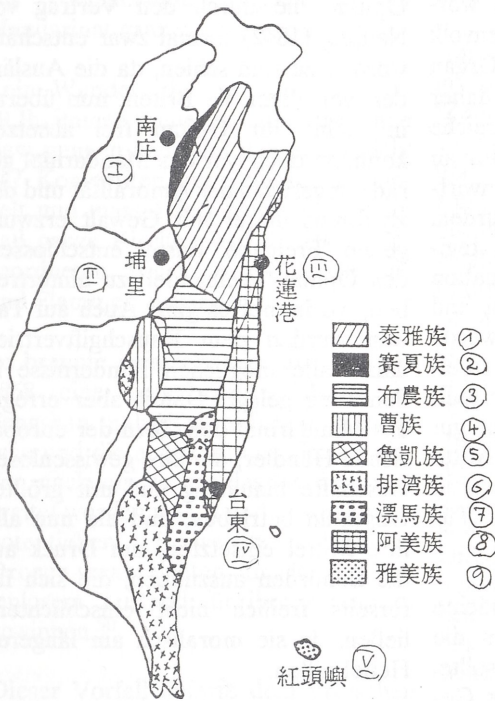 南庄
I
埔里
II
花蓮港
III
台東
IV
紅頭嶼
V
泰雅族 ①
賽夏族 ②
布農族 ③
曹族 ④
魯凱族 ⑤
排湾族 ⑥
漂馬族 ⑦
阿美族 ⑧
雅美族 ⑨